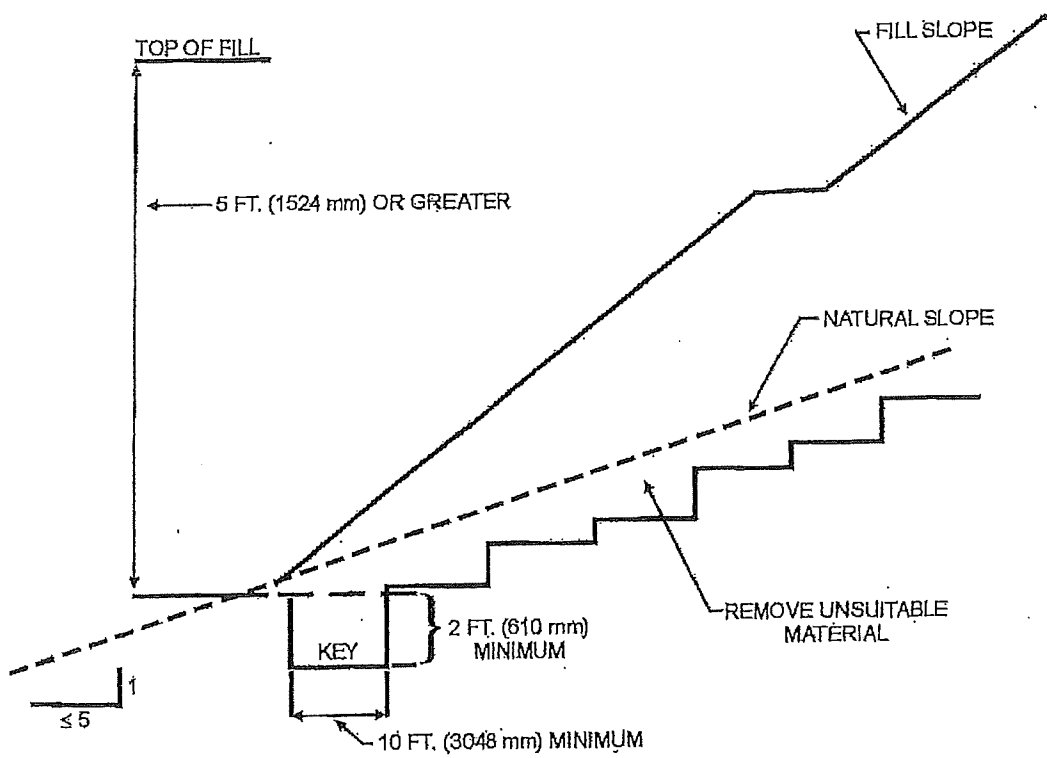 TOP OF FILL
FILL SLOPE
5 FT. (1524 mm) OR GREATER
NATURAL SLOPE
REMOVE UNSUITABLE
MATERIAL
2 FT. (610 mm)
MINIMUM
KEY
1
≤ 5
10 FT. (3048 mm) MINIMUM